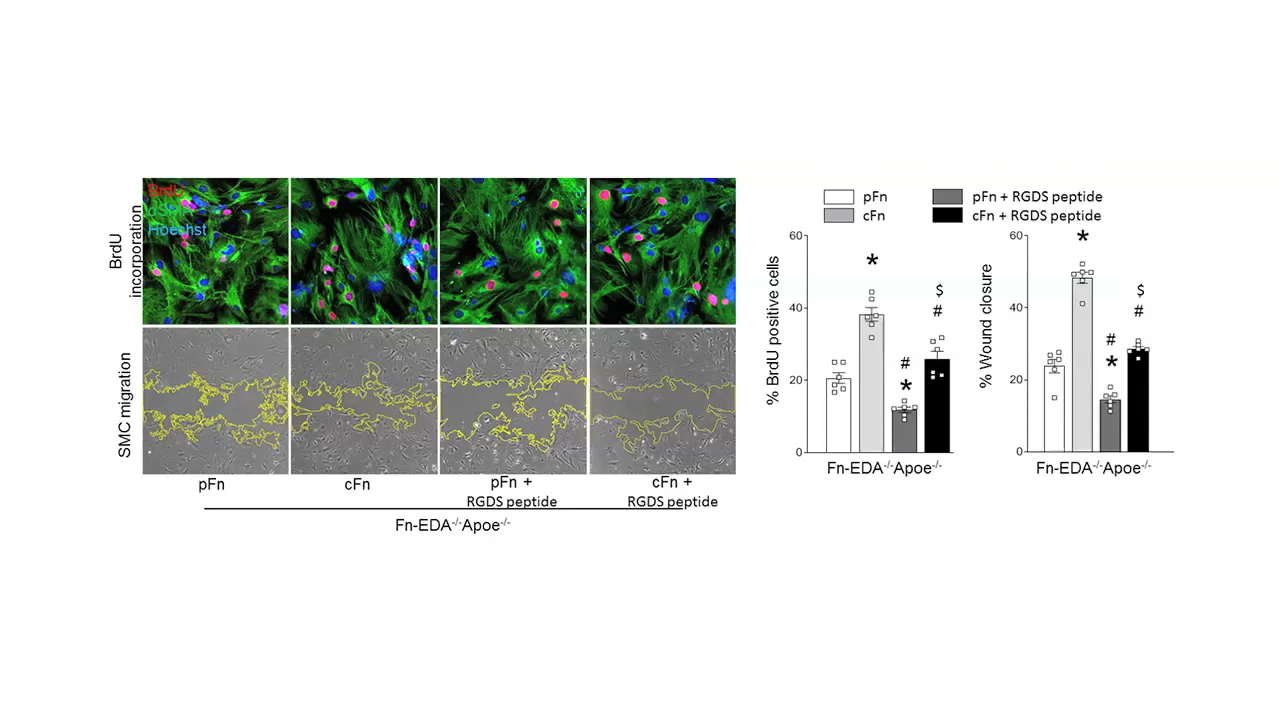 BrdU
αSMA
Hoechst
BrdU
incorporation
SMC migration
pFn
cFn
pFn +
RGDS peptide
cFn +
RGDS peptide
Fn-EDA-/-Apoe-/-
pFn
cFn
pFn + RGDS peptide
cFn + RGDS peptide
% BrdU positive cells
60
40
20
0
*
#
*
$
#
Fn-EDA-/-Apoe-/-
% Wound closure
60
40
20
0
*
#
*
$
#
Fn-EDA-/-Apoe-/-